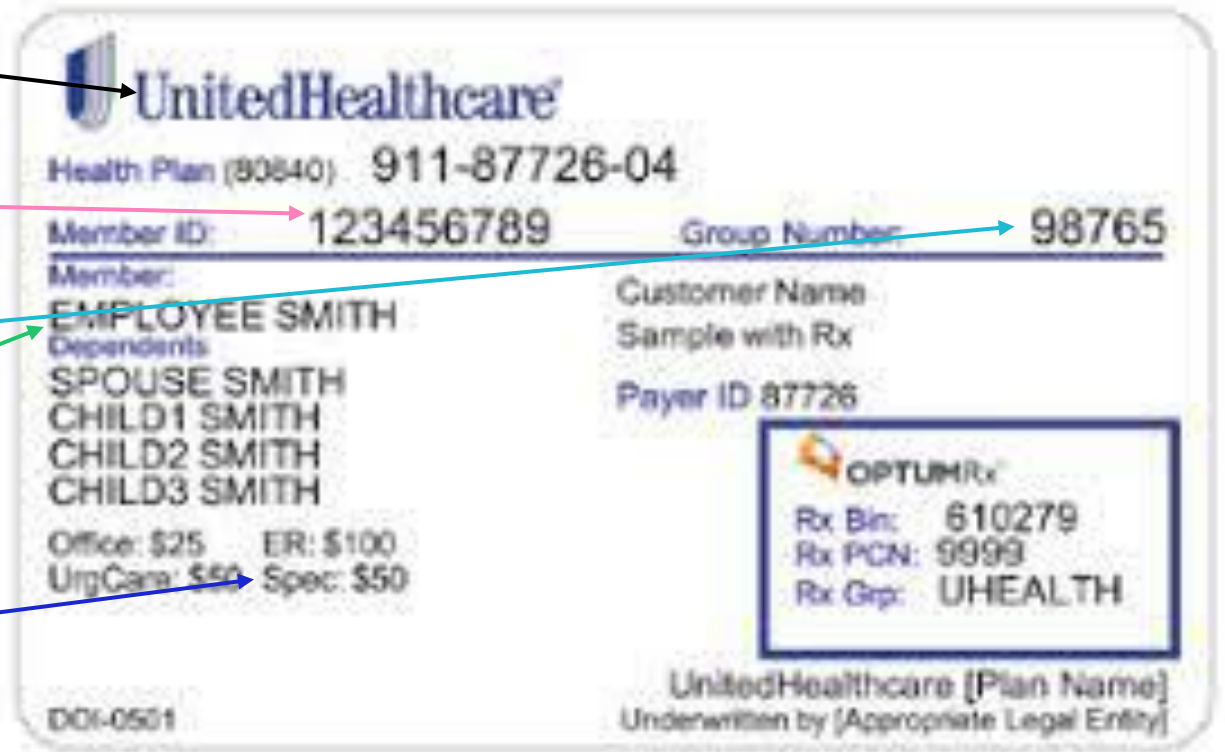 UnitedHealthcare®
Health Plan (80840) 911-87726-04
Member ID: 123456789 Group Number: 98765
Member:
EMPLOYEE SMITH
Dependents
SPOUSE SMITH
CHILD1 SMITH
CHILD2 SMITH
CHILD3 SMITH
Customer Name
Sample with Rx
Payer ID 87726
OPTUMRx®
Rx Bin: 610279
Rx PCN: 9999
Rx Grp: UHEALTH
Office: $25 ER: $100
UrgCare: $50 Spec: $50
UnitedHealthcare [Plan Name]
DOI-0501 Underwritten by [Appropriate Legal Entity]